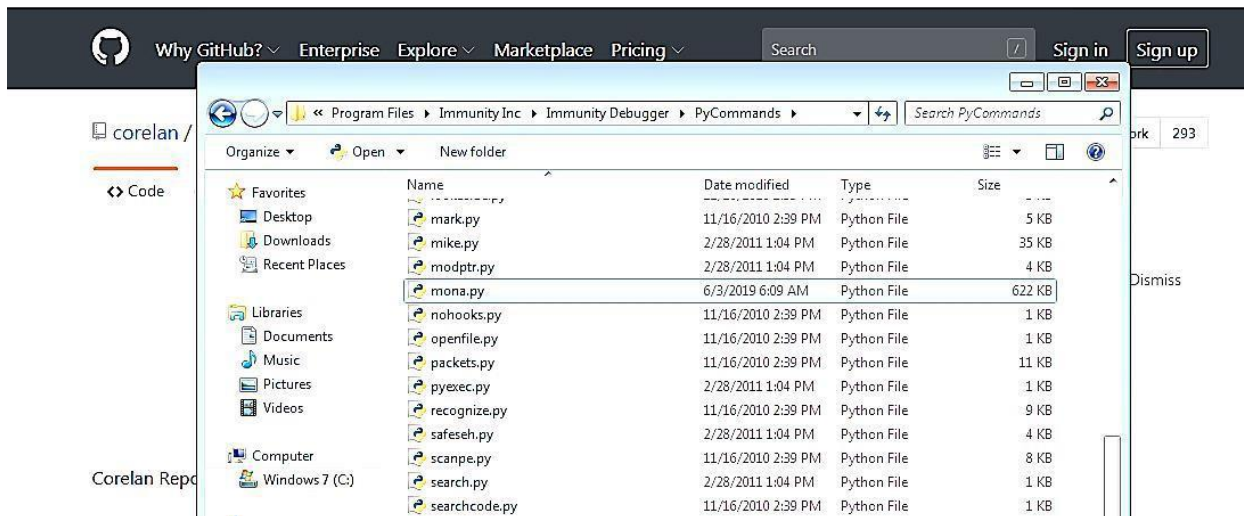 Why GitHub? Enterprise Explore Marketplace Pricing Search / Sign in Sign up
« Program Files Immunity Inc Immunity Debugger PyCommands Search PyCommands
corelan / ork 293
Organize Open New folder
<> Code
Favorites Name Date modified Type Size
Desktop mark.py 11/16/2010 2:39 PM Python File 5 KB
Downloads mike.py 2/28/2011 1:04 PM Python File 35 KB
Recent Places modptr.py 2/28/2011 1:04 PM Python File 4 KB
Dismiss
mona.py 6/3/2019 6:09 AM Python File 622 KB
Libraries nohooks.py 11/16/2010 2:39 PM Python File 1 KB
Documents openfile.py 11/16/2010 2:39 PM Python File 1 KB
Music packets.py 11/16/2010 2:39 PM Python File 11 KB
Pictures pyexec.py 2/28/2011 1:04 PM Python File 1 KB
Videos recognize.py 11/16/2010 2:39 PM Python File 9 KB
safeseh.py 2/28/2011 1:04 PM Python File 4 KB
Computer scanpe.py 11/16/2010 2:39 PM Python File 8 KB
Corelan Repo Windows 7 (C:) search.py 2/28/2011 1:04 PM Python File 1 KB
searchcode.py 11/16/2010 2:39 PM Python File 1 KB